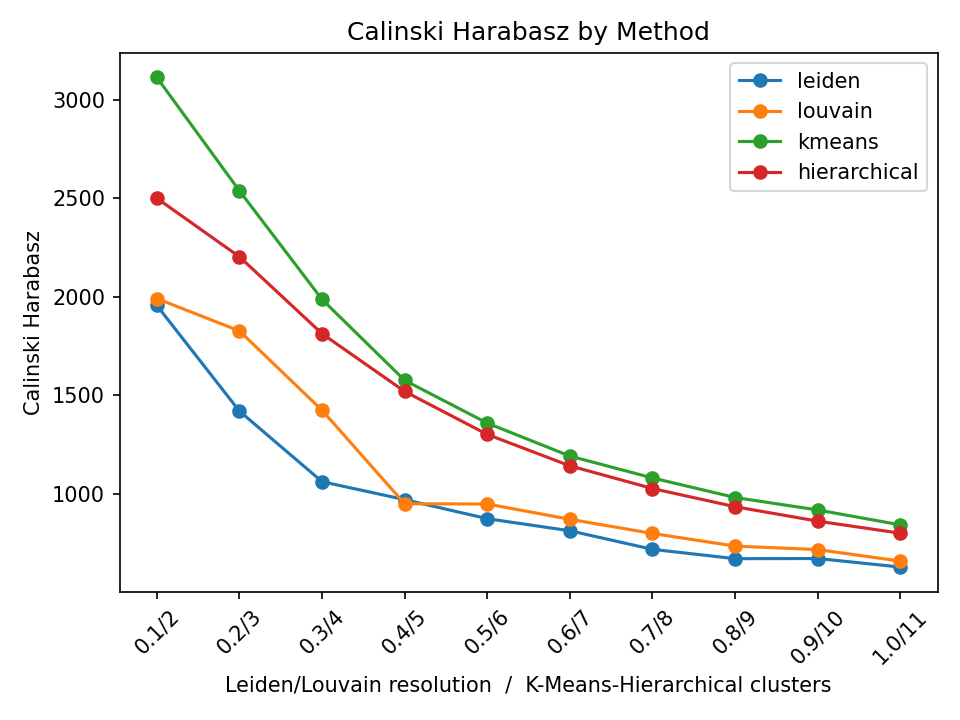 Calinski Harabasz by Method
Calinski Harabasz
3000
2500
2000
1500
1000
leiden
louvain
kmeans
hierarchical
0.1/2
0.2/3
0.3/4
0.4/5
0.5/6
0.6/7
0.7/8
0.8/9
0.9/10
1.0/11
Leiden/Louvain resolution / K-Means-Hierarchical clusters